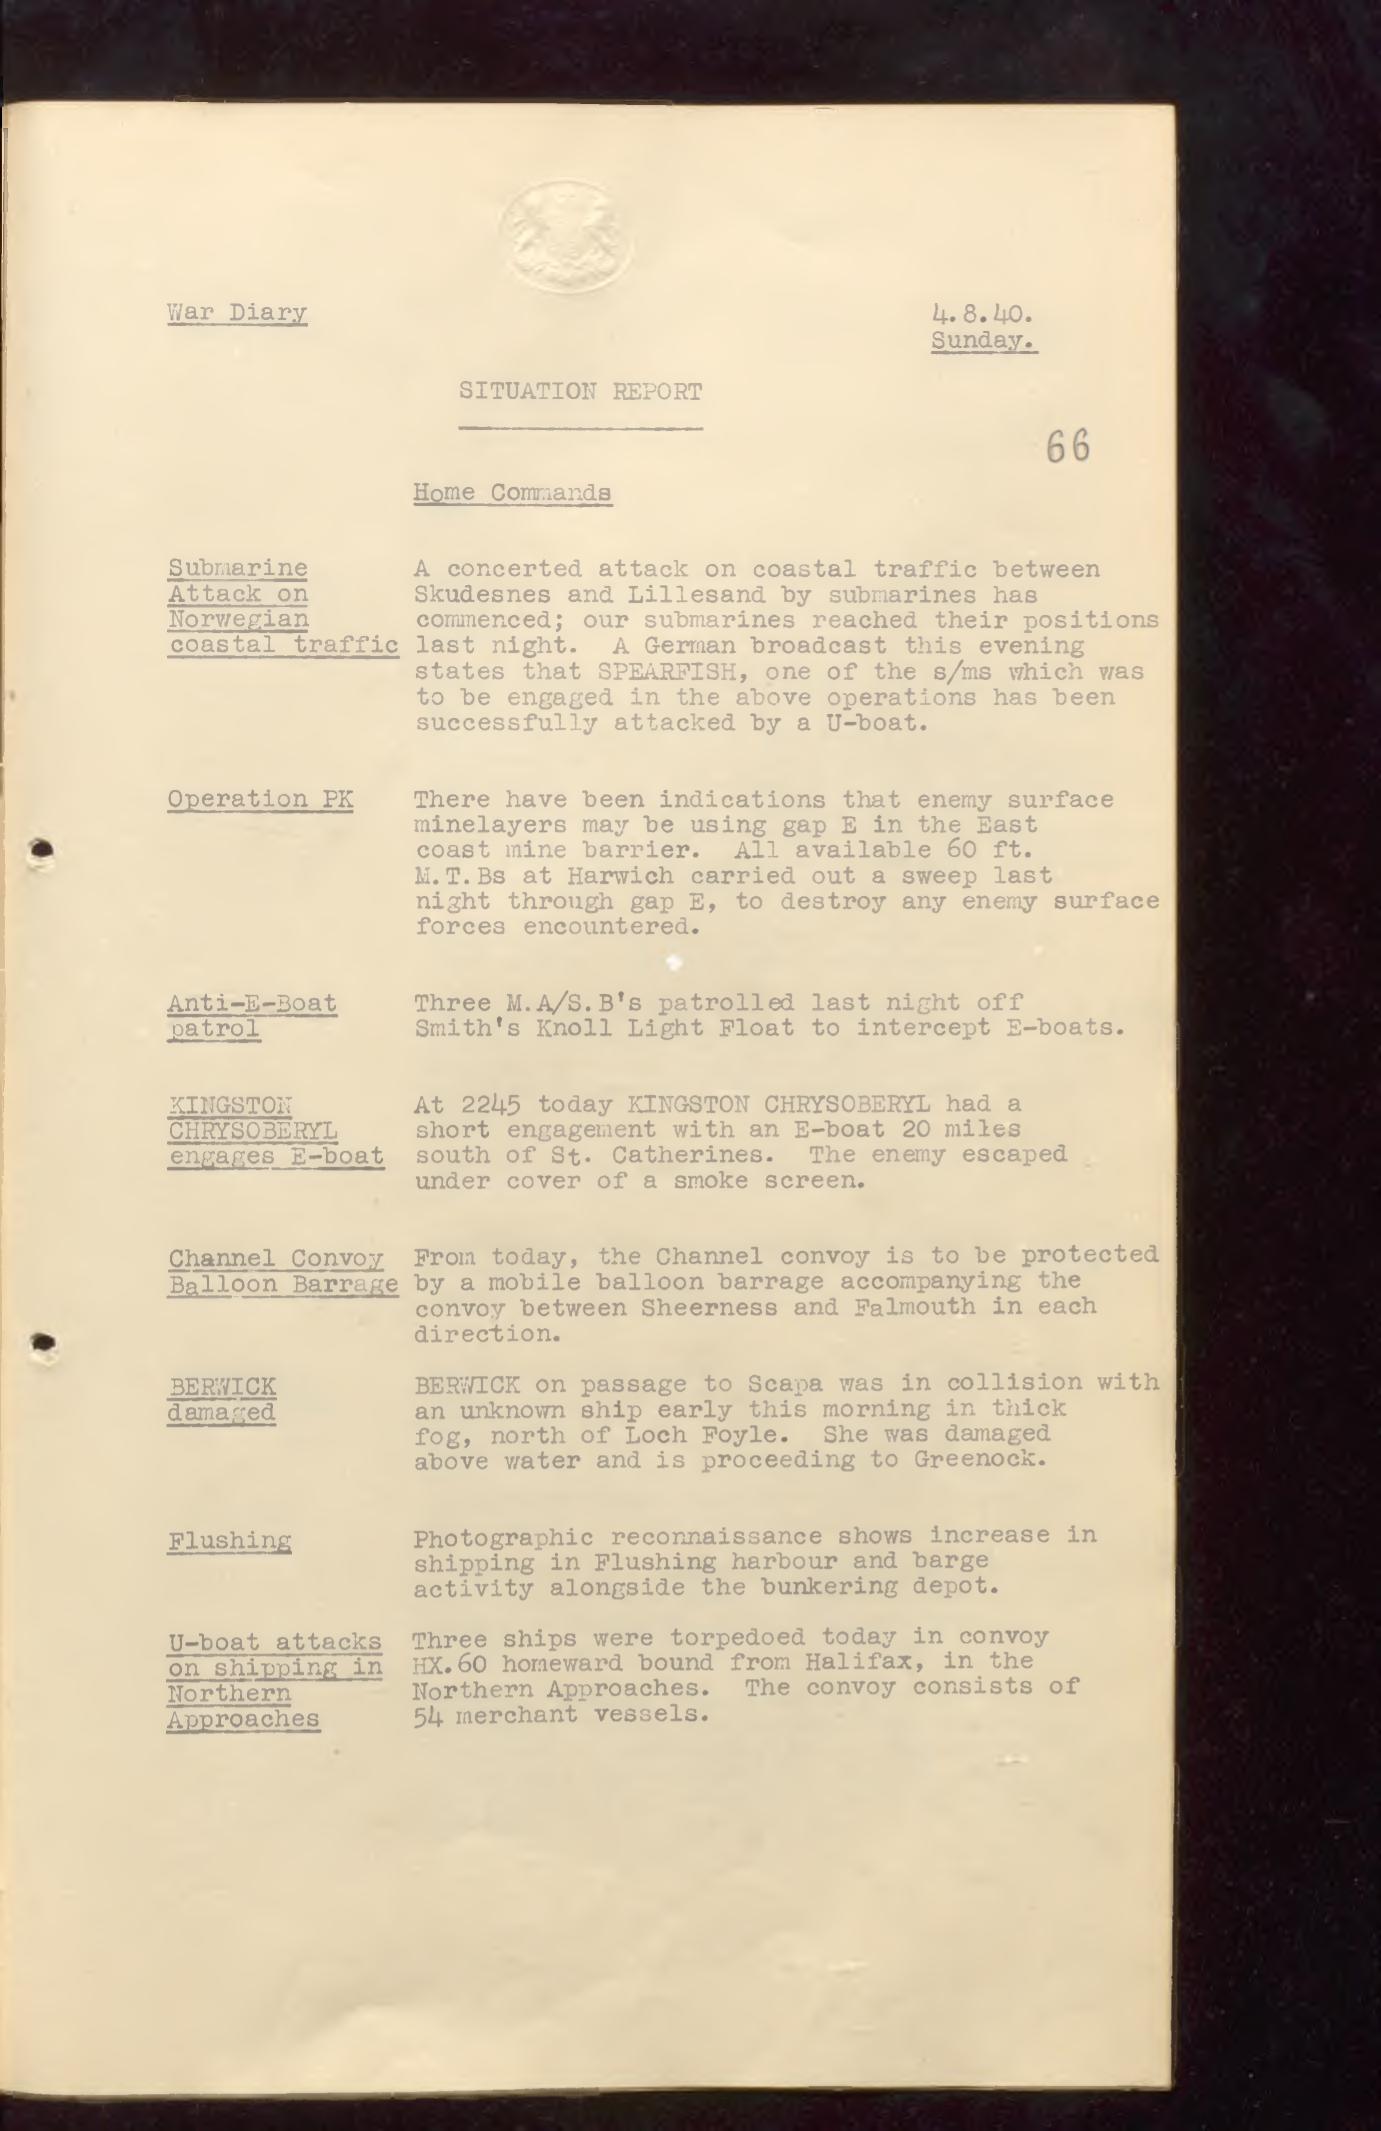 War Diary
4.8.40.
Sunday.
SITUATION REPORT
66
Home Commands
Submarine
Attack on
Norwegian
coastal traffic
A concerted attack on coastal traffic between
Skudesnes and Lillesand by submarines has
commenced; our submarines reached their positions
last night. A German broadcast this evening
states that SPEARFISH, one of the s/ms which was
to be engaged in the above operations has been
successfully attacked by a U-boat.
Operation PK
There have been indications that enemy surface
minelayers may be using gap E in the East
coast mine barrier. All available 60 ft.
M.T.Bs at Harwich carried out a sweep last
night through gap E, to destroy any enemy surface
forces encountered.
Anti-E-Boat
patrol
Three M.A/S.B's patrolled last night off
Smith's Knoll Light Float to intercept E-boats.
KINGSTON
CHRYSOBERYL
engages E-boat
At 2245 today KINGSTON CHRYSOBERYL had a
short engagement with an E-boat 20 miles
south of St. Catherines. The enemy escaped
under cover of a smoke screen.
Channel Convoy
Balloon Barrage
From today, the Channel convoy is to be protected
by a mobile balloon barrage accompanying the
convoy between Sheerness and Falmouth in each
direction.
BERWICK
damaged
BERWICK on passage to Scapa was in collision with
an unknown ship early this morning in thick
fog, north of Loch Foyle. She was damaged
above water and is proceeding to Greenock.
Flushing
Photographic reconnaissance shows increase in
shipping in Flushing harbour and barge
activity alongside the bunkering depot.
U-boat attacks
on shipping in
Northern
Approaches
Three ships were torpedoed today in convoy
HX.60 homeward bound from Halifax, in the
Northern Approaches. The convoy consists of
54 merchant vessels.